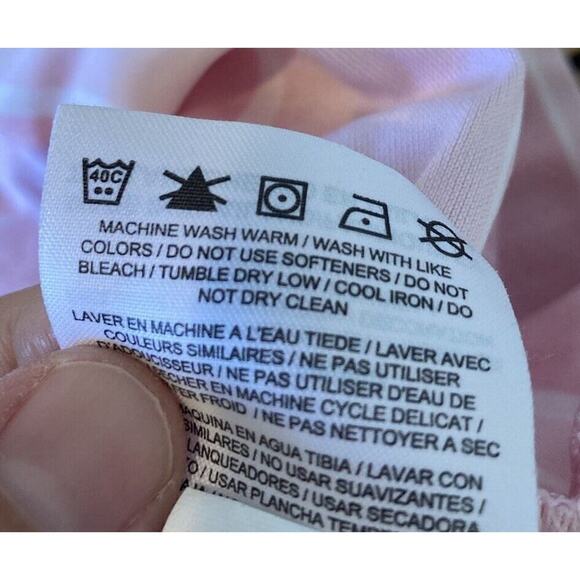 40C
MACHINE WASH WARM / WASH WITH LIKE
COLORS / DO NOT USE SOFTENERS / DO NOT
BLEACH / TUMBLE DRY LOW / COOL IRON / DO
NOT DRY CLEAN
LAVER EN MACHINE A L'EAU TIEDE / LAVER AVEC
COULEURS SIMILAIRES / NE PAS UTILISER
D'ADOUCISSEUR / NE PAS UTILISER D'EAU DE
SECHER EN MACHINE CYCLE DELICAT /
FER FROID / NE PAS NETTOYER A SEC
MAQUINA EN AGUA TIBIA / LAVAR CON
SIMILARES / NO USAR SUAVIZANTES /
BLANQUEADORES / USAR SECADORA
/ USAR PLANCHA